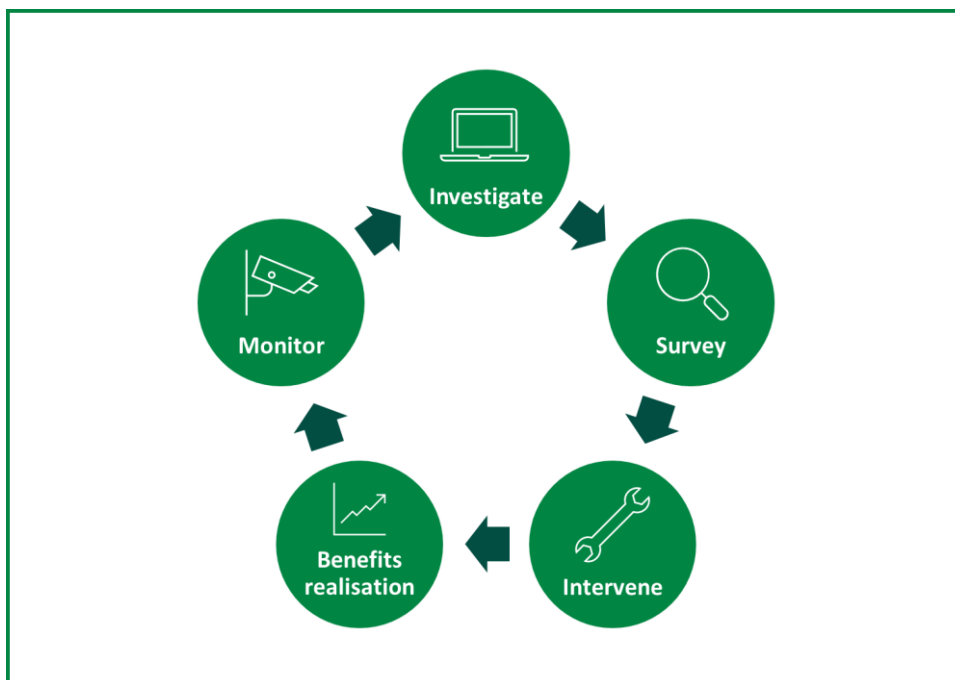 Investigate
Survey
Intervene
Benefits
realisation
Monitor